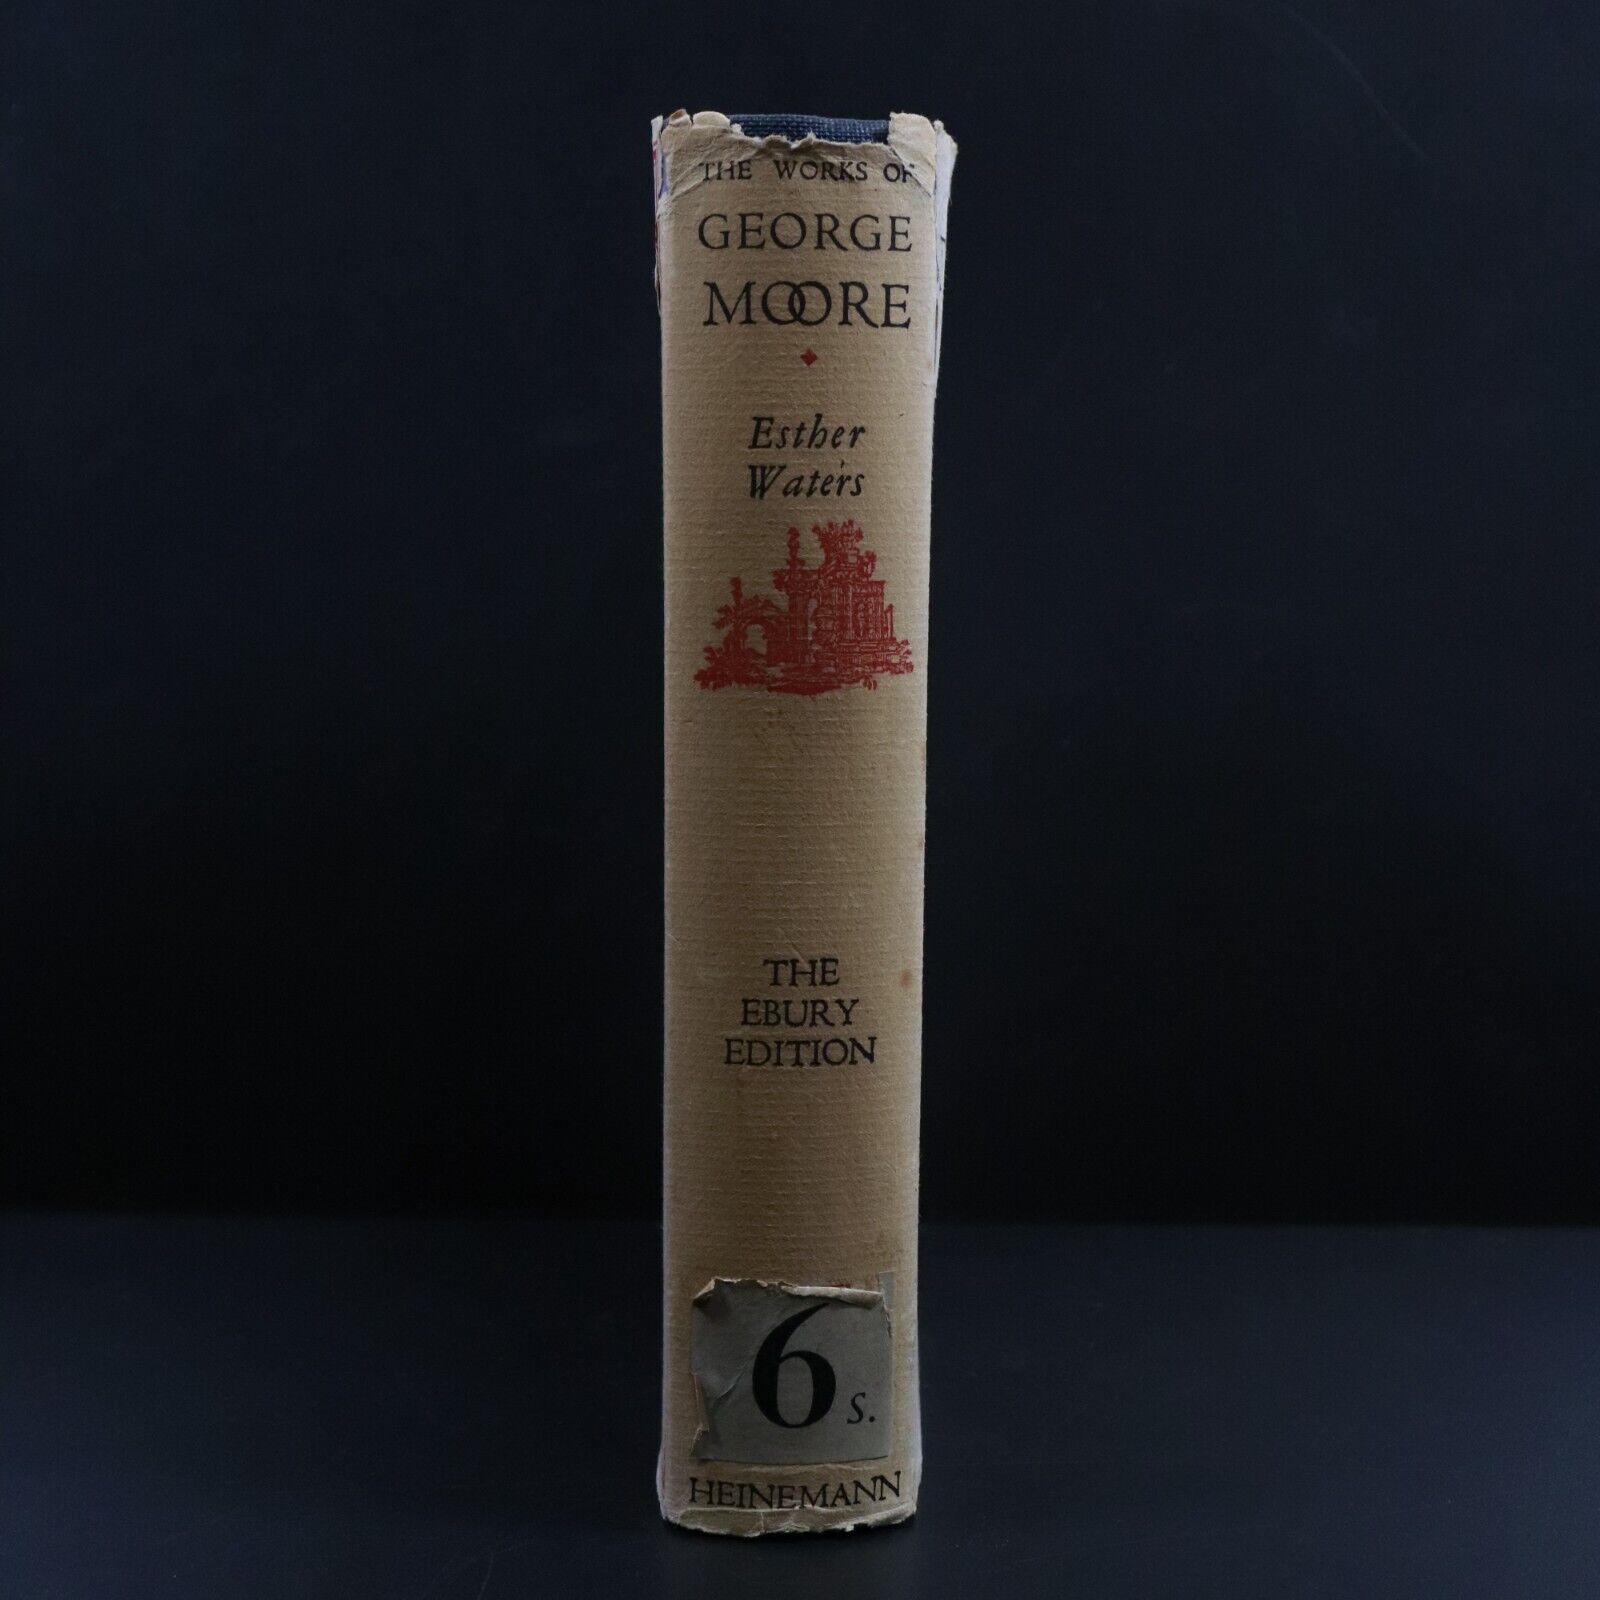 THE WORKS OF
GEORGE
MOORE
Esther
Waters
THE
EBURY
EDITION
6s.
HEINEMANN